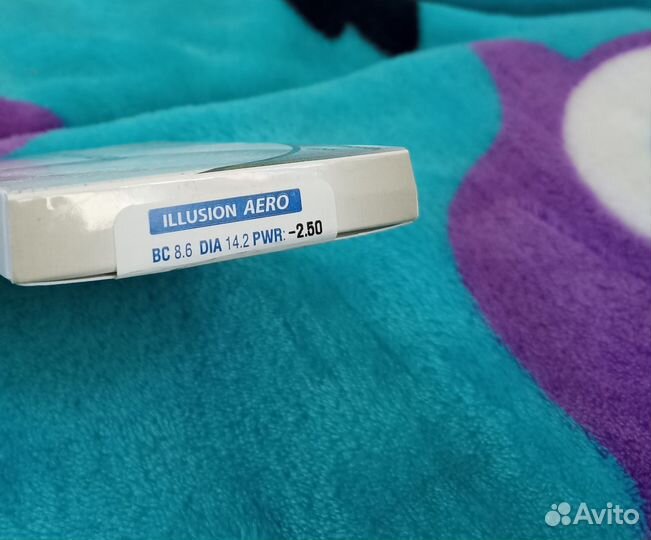 ILLUSION AERO
BC 8.6 DIA 14.2 PWR: -2.50
Avito